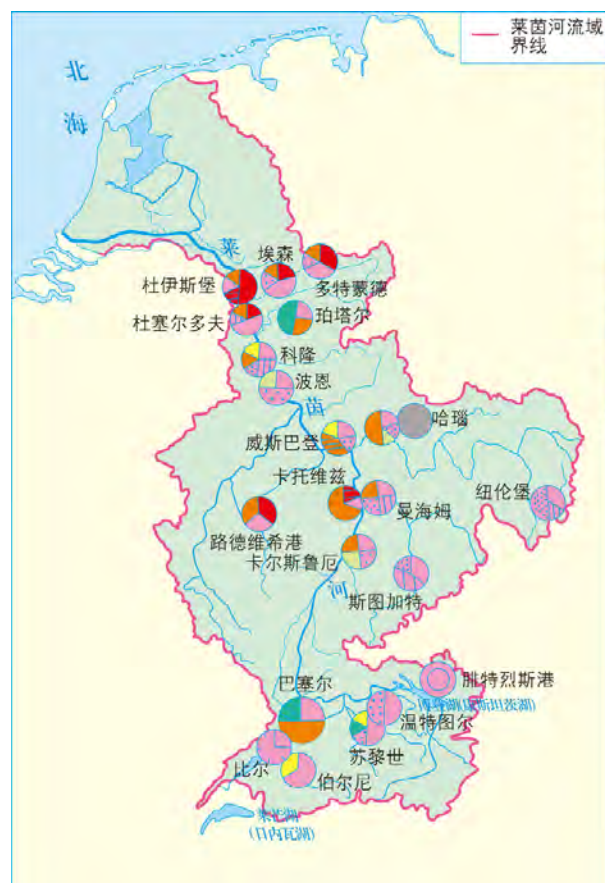 莱茵河流域
界线
北
海
莱
埃森
多特蒙德
杜伊斯堡
珀塔尔
杜塞尔多夫
科隆
波恩
茵
哈瑙
威斯巴登
卡托维兹
纽伦堡
曼海姆
路德维希港
卡尔斯鲁厄
河
斯图加特
巴塞尔
腓特烈斯港
温特图尔
苏黎世
比尔
伯尔尼
(日内瓦湖)